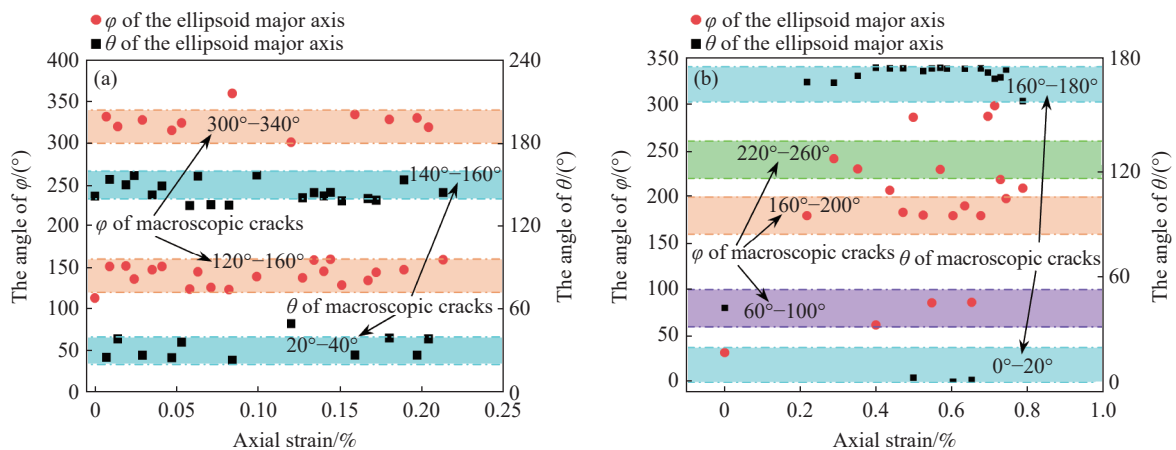 φ of the ellipsoid major axis
θ of the ellipsoid major axis
(a)
The angle of φ/(°)
400
350
300
250
200
150
100
50
0
240
180
120
60
0
The angle of θ/(°)
300°−340°
140°−160°
φ of macroscopic cracks
120°−160°
θ of macroscopic cracks
20°−40°
0 0.05 0.10 0.15 0.20 0.25
Axial strain/%
φ of the ellipsoid major axis
θ of the ellipsoid major axis
(b)
The angle of φ/(°)
350
300
250
200
150
100
50
0
180
120
60
0
The angle of θ/(°)
160°−180°
220°−260°
160°−200°
φ of macroscopic cracks
θ of macroscopic cracks
60°−100°
0°−20°
0 0.2 0.4 0.6 0.8 1.0
Axial strain/%